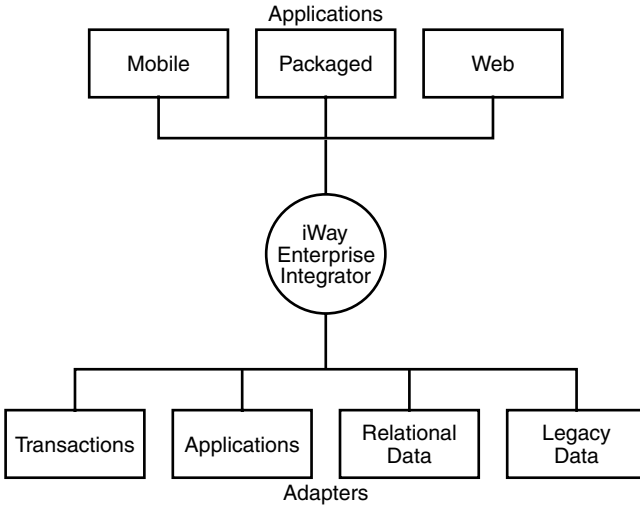 Applications
Mobile
Packaged
Web
iWay
Enterprise
Integrator
Transactions
Applications
Relational
Data
Legacy
Data
Adapters